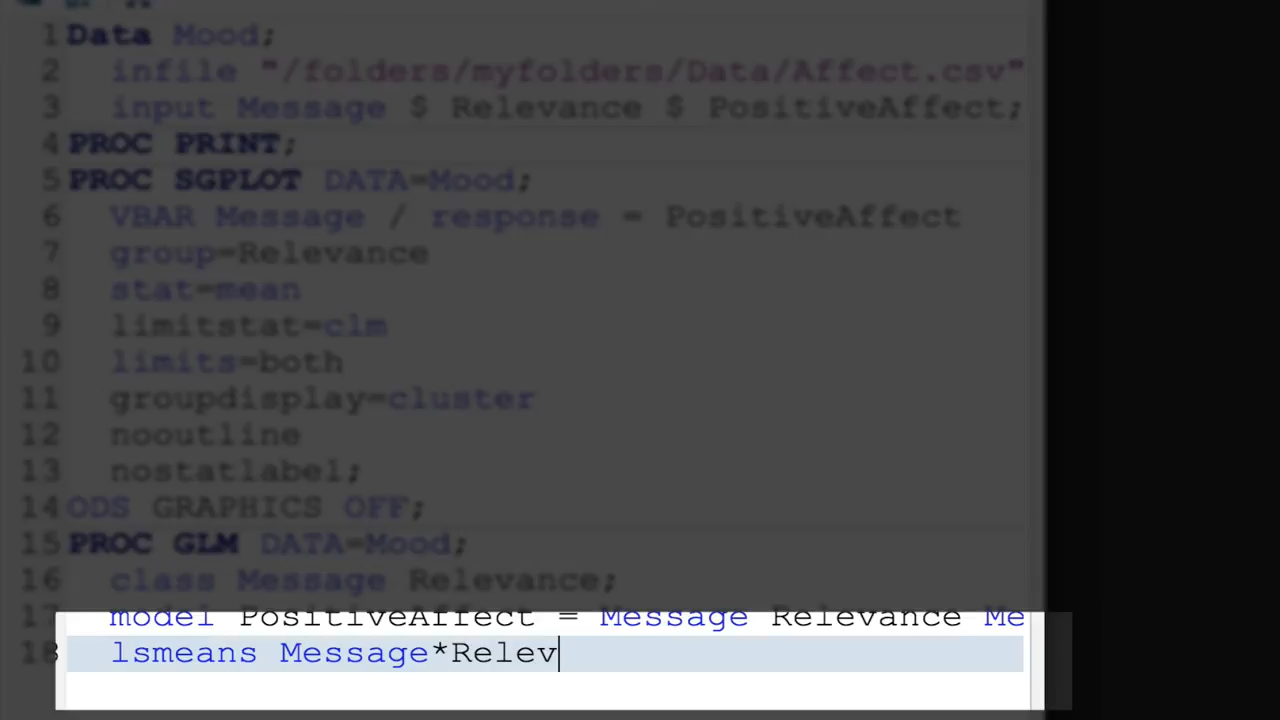 1 Data Mood;
2 infile "/folders/myfolders/Data/Affect.csv"
3 input Message $ Relevance $ PositiveAffect;
4 PROC PRINT;
5 PROC SGPLOT DATA=Mood;
6 VBAR Message / response = PositiveAffect
7 group=Relevance
8 stat=mean
9 limitstat=clm
10 limits=both
11 groupdisplay=cluster
12 nooutline
13 nostatlabel;
14 ODS GRAPHICS OFF;
15 PROC GLM DATA=Mood;
16 class Message Relevance;
17 model PositiveAffect = Message Relevance Me
18 lsmeans Message*Relev